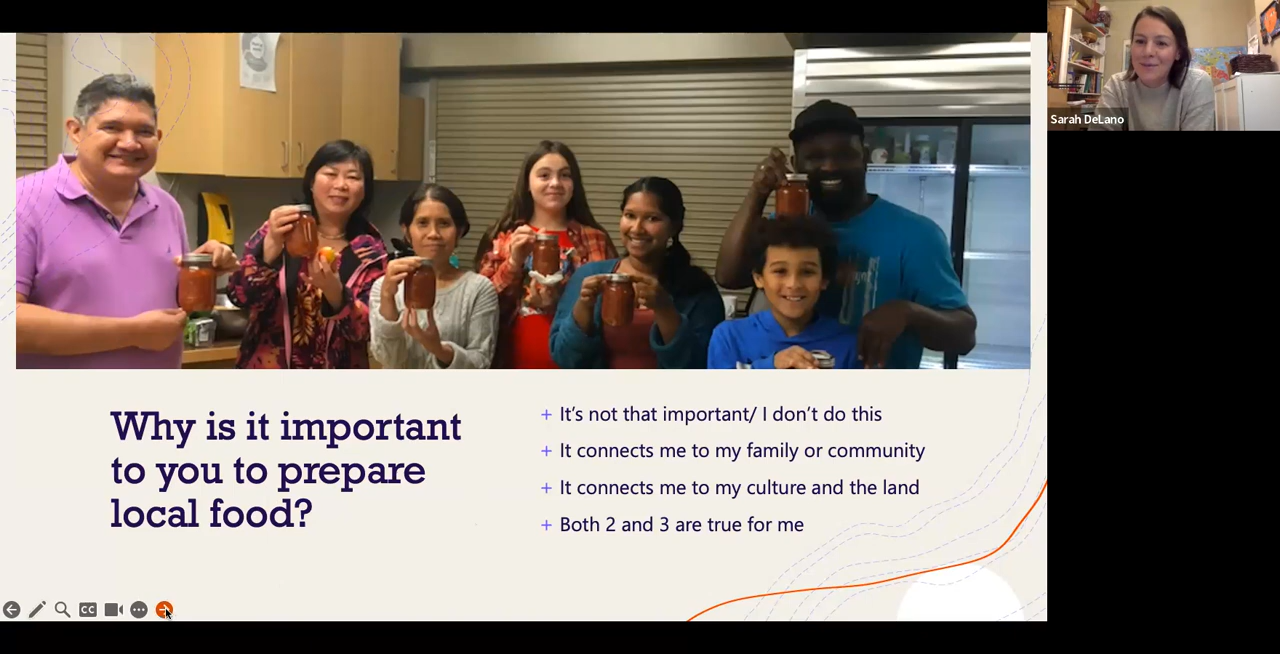 Sarah DeLano
Why is it important
to you to prepare
local food?
+ It's not that important/ I don't do this
+ It connects me to my family or community
+ It connects me to my culture and the land
+ Both 2 and 3 are true for me
CC